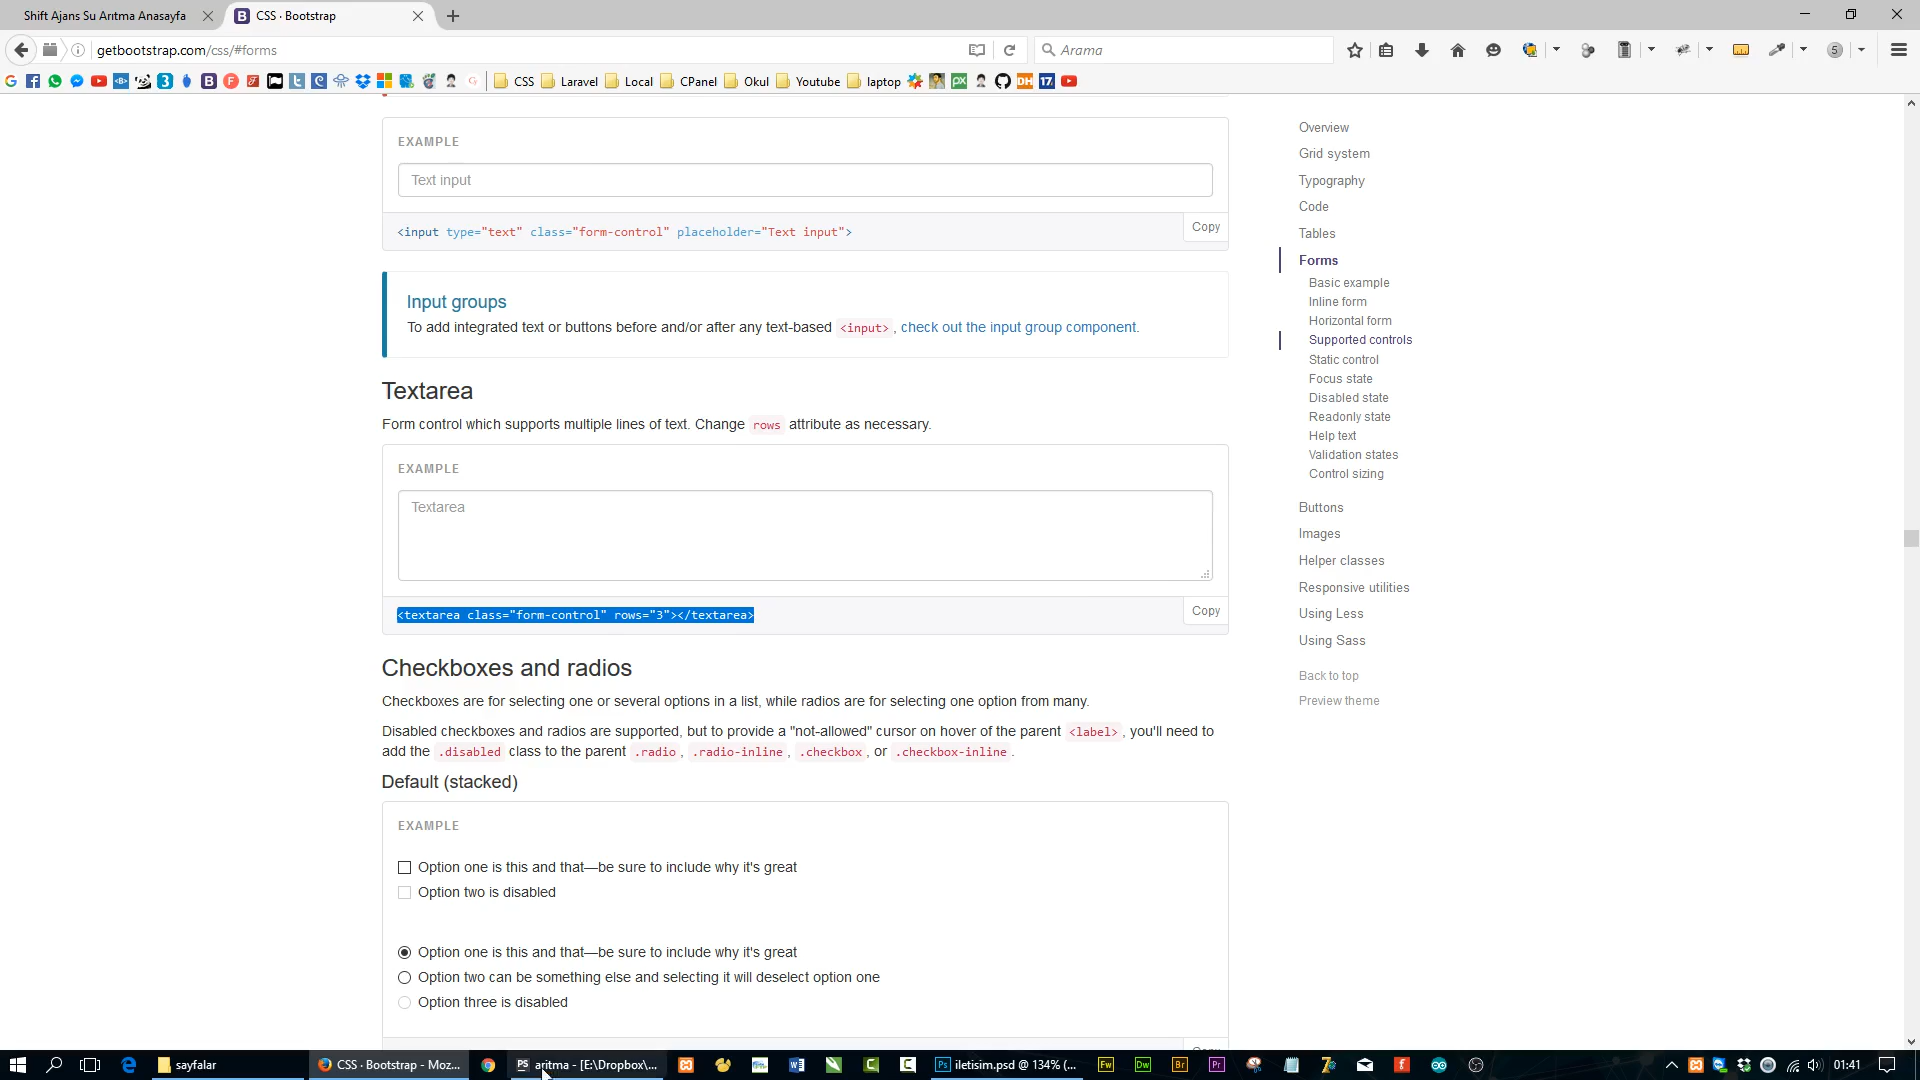 Shift Ajans Su Arıtma Anasayfa
CSS · Bootstrap
getbootstrap.com/css/#forms
Arama
5
CSS
Laravel
Local
CPanel
Okul
Youtube
laptop
EXAMPLE
Text input
<input type="text" class="form-control" placeholder="Text input">
Copy
Input groups
To add integrated text or buttons before and/or after any text-based <input>, check out the input group component.
Textarea
Form control which supports multiple lines of text. Change rows attribute as necessary.
EXAMPLE
Textarea
<textarea class="form-control" rows="3"></textarea>
Copy
Checkboxes and radios
Checkboxes are for selecting one or several options in a list, while radios are for selecting one option from many.
Disabled checkboxes and radios are supported, but to provide a "not-allowed" cursor on hover of the parent <label>, you'll need to
add the .disabled class to the parent .radio, .radio-inline, .checkbox, or .checkbox-inline.
Default (stacked)
EXAMPLE
Option one is this and that—be sure to include why it's great
Option two is disabled
Option one is this and that—be sure to include why it's great
Option two can be something else and selecting it will deselect option one
Option three is disabled
Overview
Grid system
Typography
Code
Tables
Forms
Basic example
Inline form
Horizontal form
Supported controls
Static control
Focus state
Disabled state
Readonly state
Help text
Validation states
Control sizing
Buttons
Images
Helper classes
Responsive utilities
Using Less
Using Sass
Back to top
Preview theme
sayfalar
CSS · Bootstrap - Moz...
aritma - [E:\Dropbox\...
iletisim.psd @ 134% (...
01:41